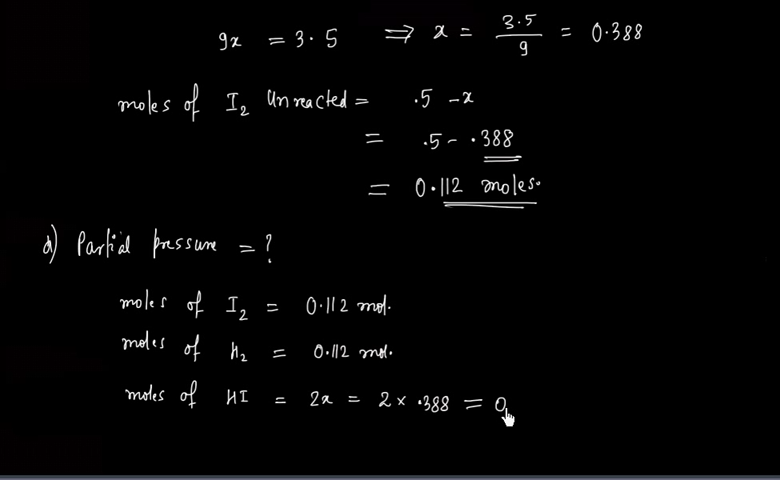 9x = 3.5 ⟹ x = 3.5/9 = 0.388
moles of I₂ Unreacted = .5 - x
= .5 - .388
= 0.112 moles.
d) Partial pressure = ?
moles of I₂ = 0.112 mol.
moles of H₂ = 0.112 mol.
moles of HI = 2x = 2 × .388 = 0